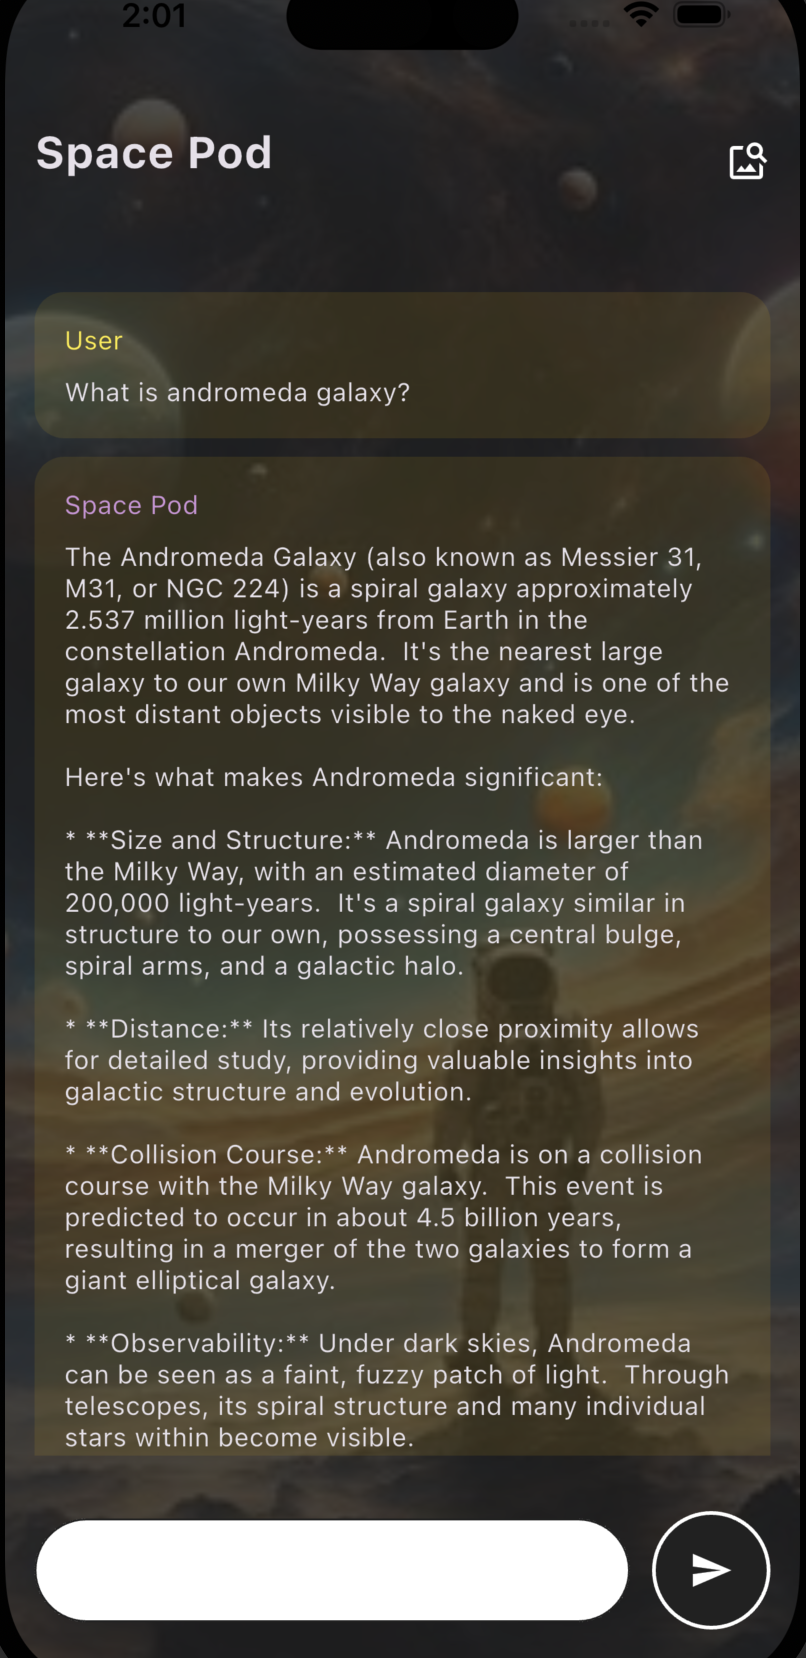 2:01
Space Pod
User
What is andromeda galaxy?
Space Pod
The Andromeda Galaxy (also known as Messier 31,
M31, or NGC 224) is a spiral galaxy approximately
2.537 million light-years from Earth in the
constellation Andromeda.  It's the nearest large
galaxy to our own Milky Way galaxy and is one of the
most distant objects visible to the naked eye.
Here's what makes Andromeda significant:
* **Size and Structure:** Andromeda is larger than
the Milky Way, with an estimated diameter of
200,000 light-years.  It's a spiral galaxy similar in
structure to our own, possessing a central bulge,
spiral arms, and a galactic halo.
* **Distance:** Its relatively close proximity allows
for detailed study, providing valuable insights into
galactic structure and evolution.
* **Collision Course:** Andromeda is on a collision
course with the Milky Way galaxy.  This event is
predicted to occur in about 4.5 billion years,
resulting in a merger of the two galaxies to form a
giant elliptical galaxy.
* **Observability:** Under dark skies, Andromeda
can be seen as a faint, fuzzy patch of light.  Through
telescopes, its spiral structure and many individual
stars within become visible.